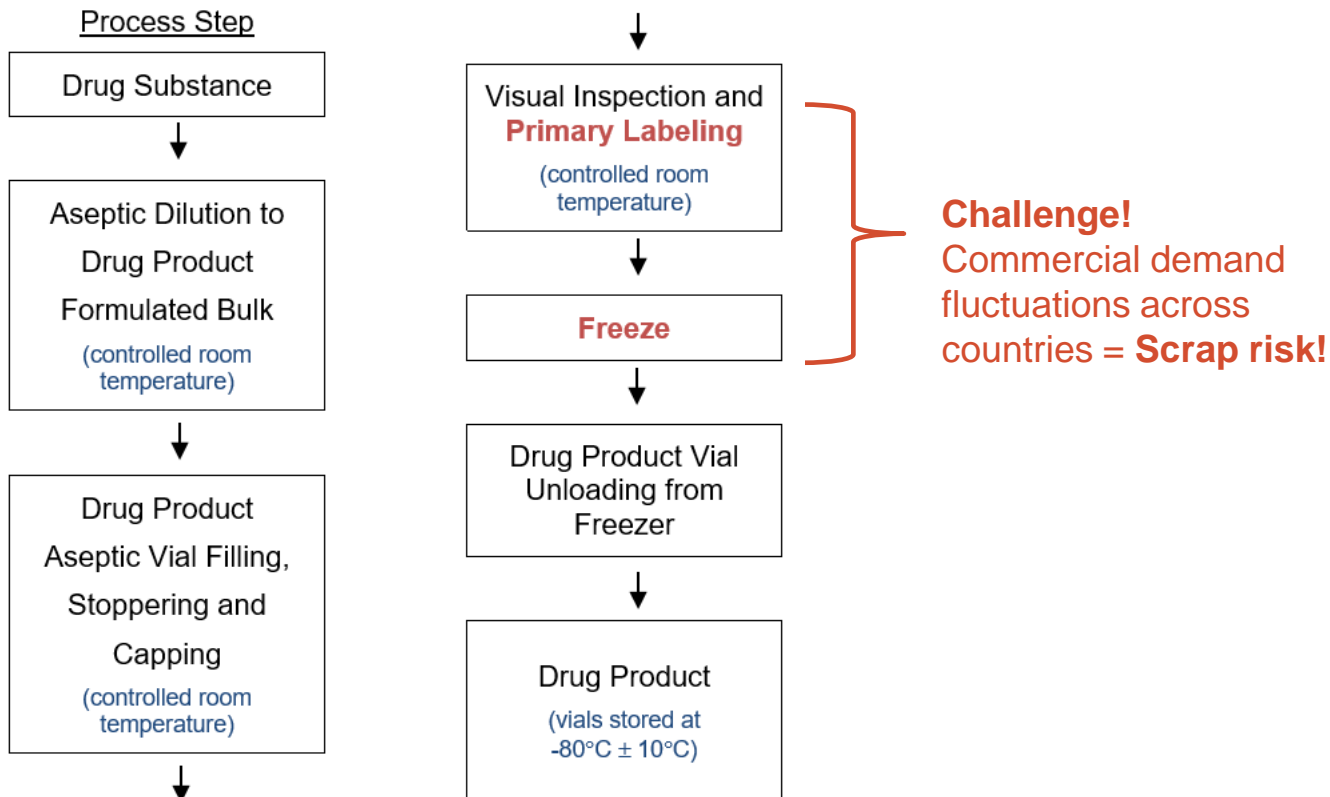 Process Step
Drug Substance
Aseptic Dilution to
Drug Product
Formulated Bulk
(controlled room
temperature)
Drug Product
Aseptic Vial Filling,
Stoppering and
Capping
(controlled room
temperature)
Visual Inspection and
Primary Labeling
(controlled room
temperature)
Freeze
Drug Product Vial
Unloading from
Freezer
Drug Product
(vials stored at
-80°C ± 10°C)
Challenge!
Commercial demand
fluctuations across
countries = Scrap risk!